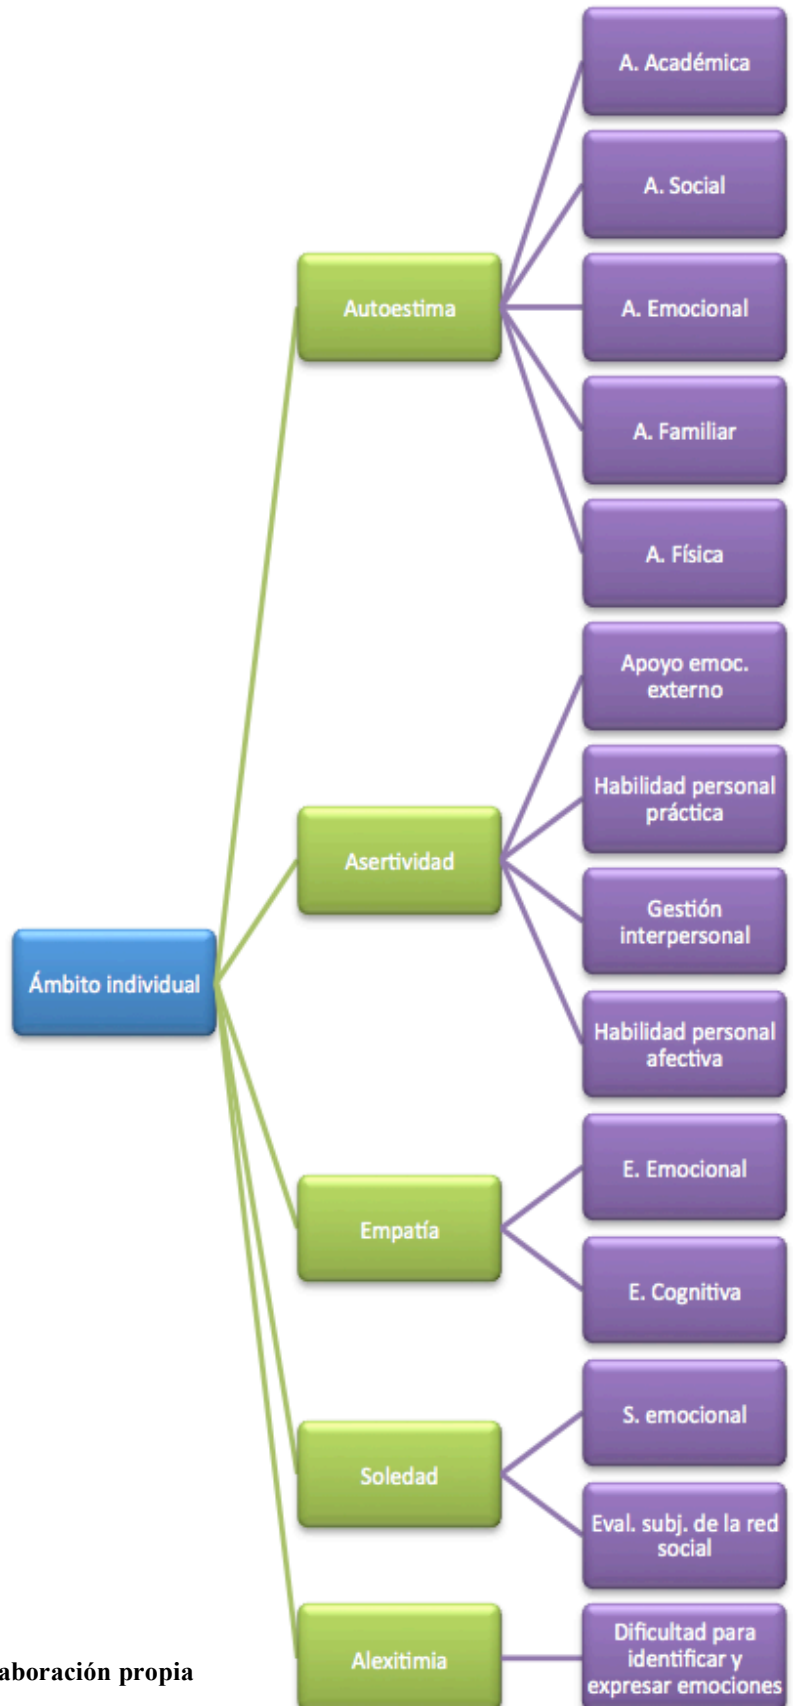 A. Académica
A. Social
Autoestima
A. Emocional
A. Familiar
A. Física
Apoyo emoc.
externo
Habilidad personal
práctica
Asertividad
Gestión
interpersonal
Ámbito individual
Habilidad personal
afectiva
E. Emocional
Empatía
E. Cognitiva
S. emocional
Soledad
Eval. subj. de la red
social
Alexitimia
Dificultad para
identificar y
expresar emociones
aboración propia